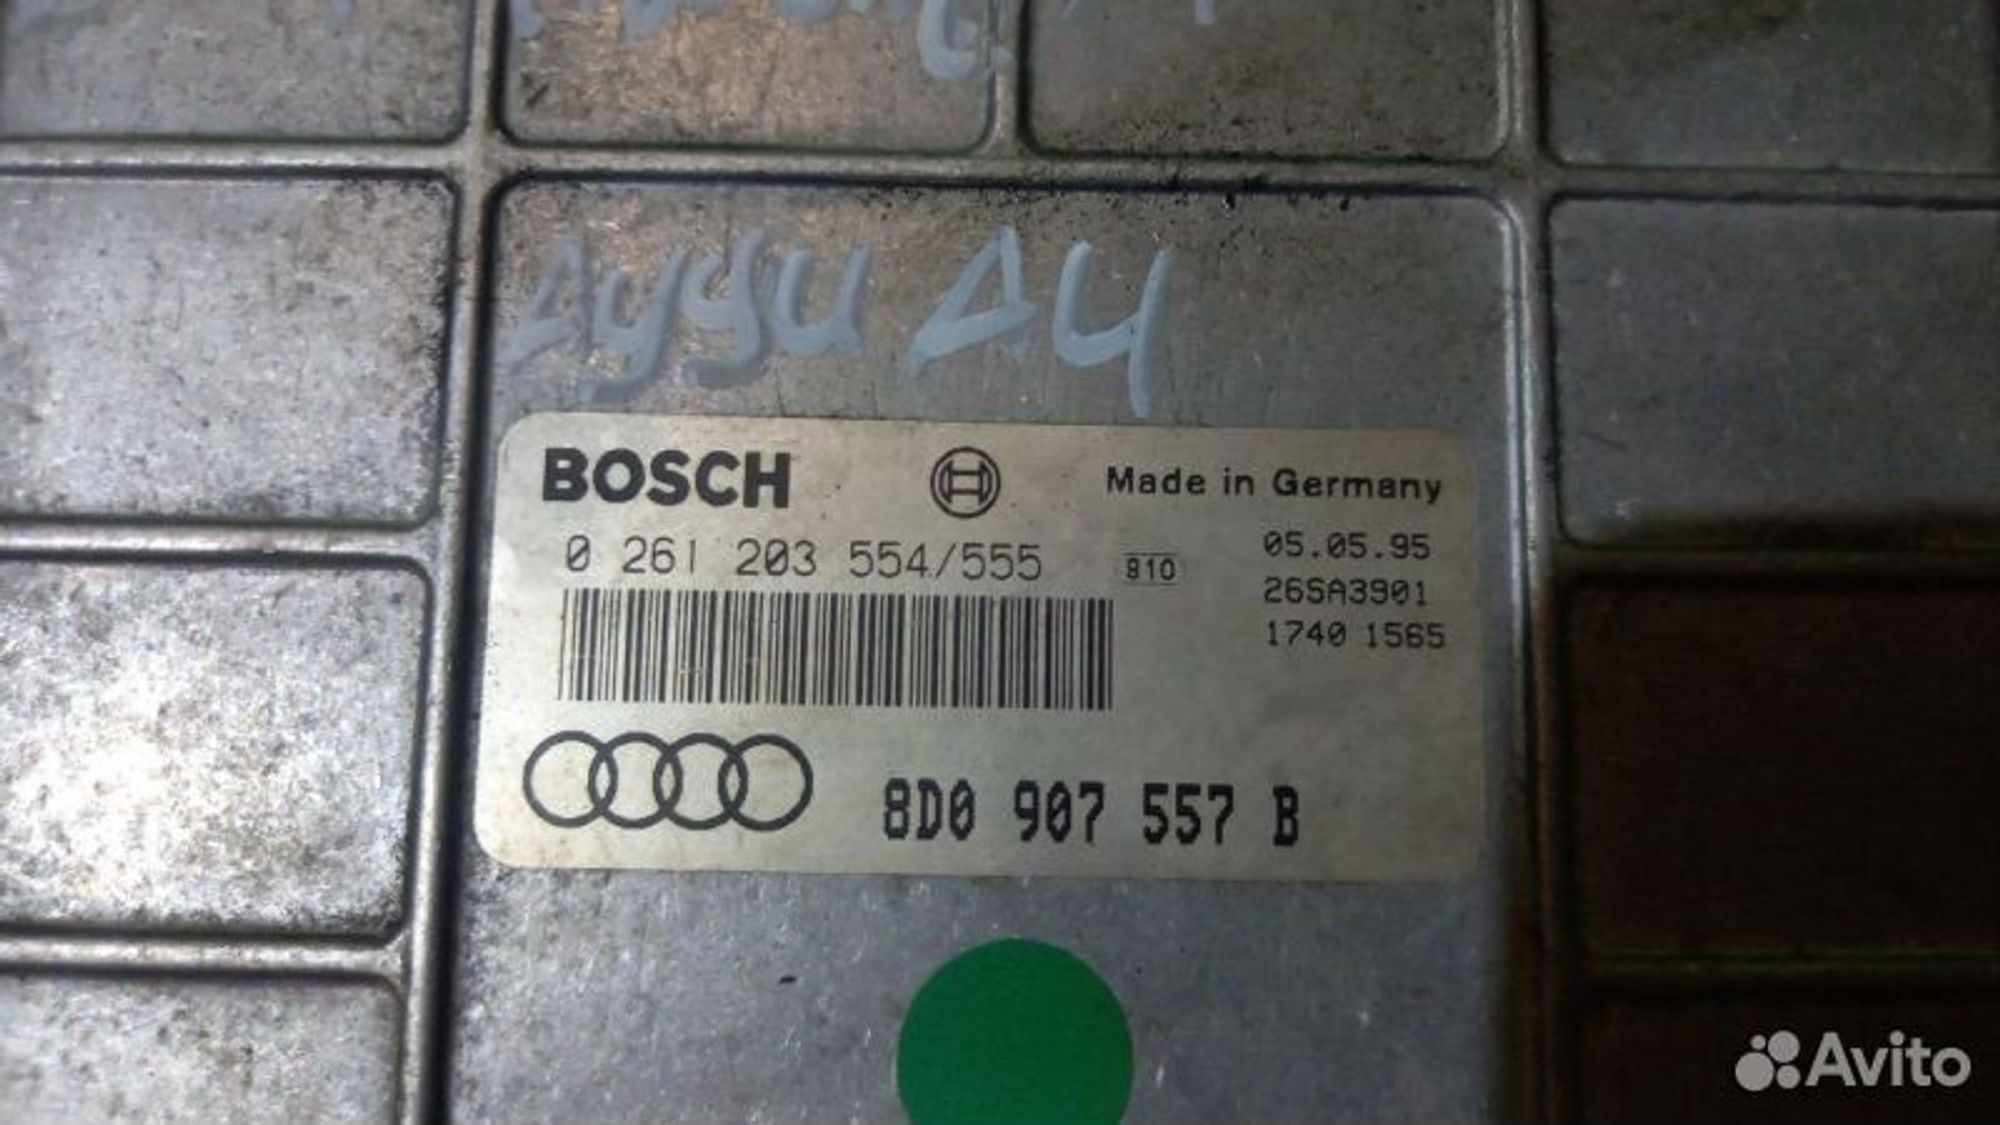 Ауди А4
BOSCH
Made in Germany
0 261 203 554/555
810
05.05.95
26SA3901
1740 1565
8D0 907 557 B
Avito